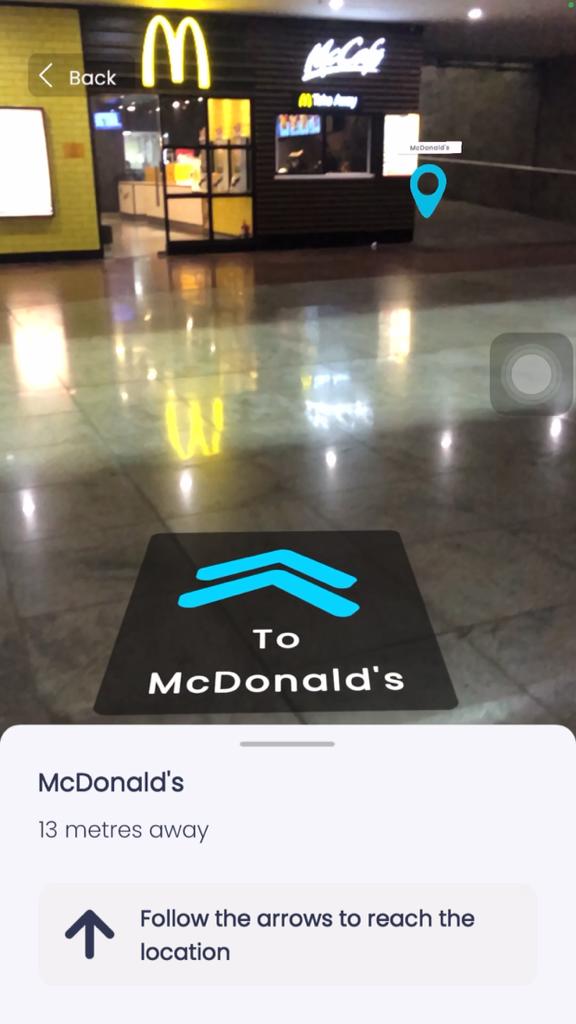 Back
McCafé
Take Away
McDonald's
To
McDonald's
McDonald's
13 metres away
Follow the arrows to reach the
location